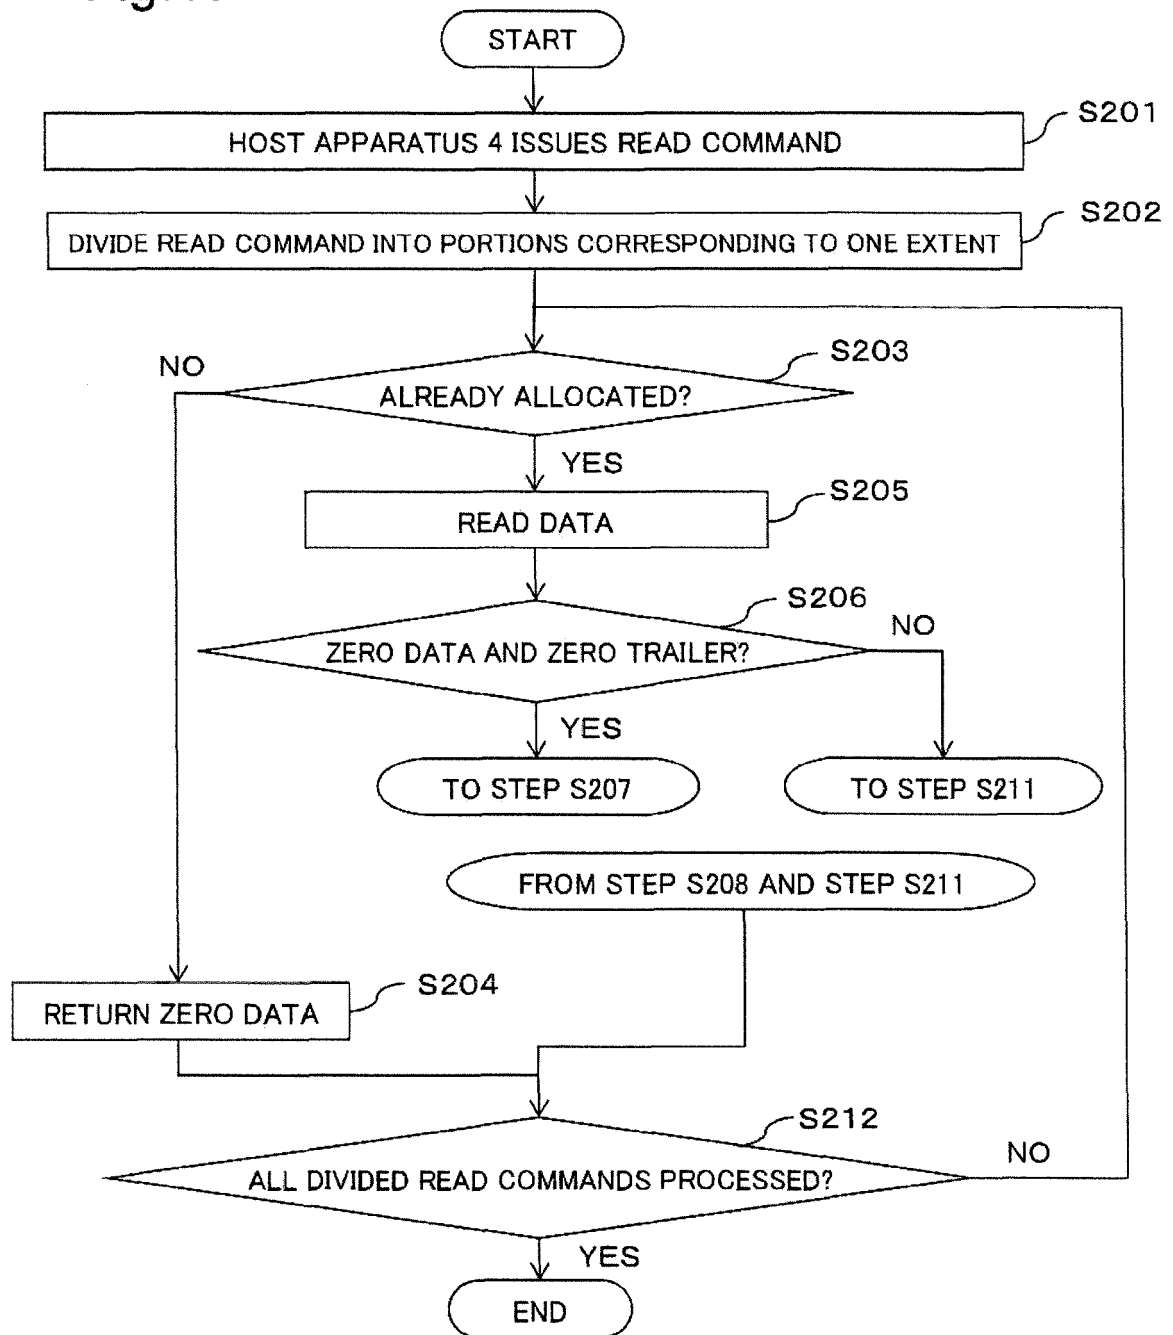 START
S201
HOST APPARATUS 4 ISSUES READ COMMAND
S202
DIVIDE READ COMMAND INTO PORTIONS CORRESPONDING TO ONE EXTENT
S203
NO
ALREADY ALLOCATED?
YES
S205
READ DATA
S206
NO
ZERO DATA AND ZERO TRAILER?
YES
TO STEP S207
TO STEP S211
FROM STEP S208 AND STEP S211
S204
RETURN ZERO DATA
S212
NO
ALL DIVIDED READ COMMANDS PROCESSED?
YES
END